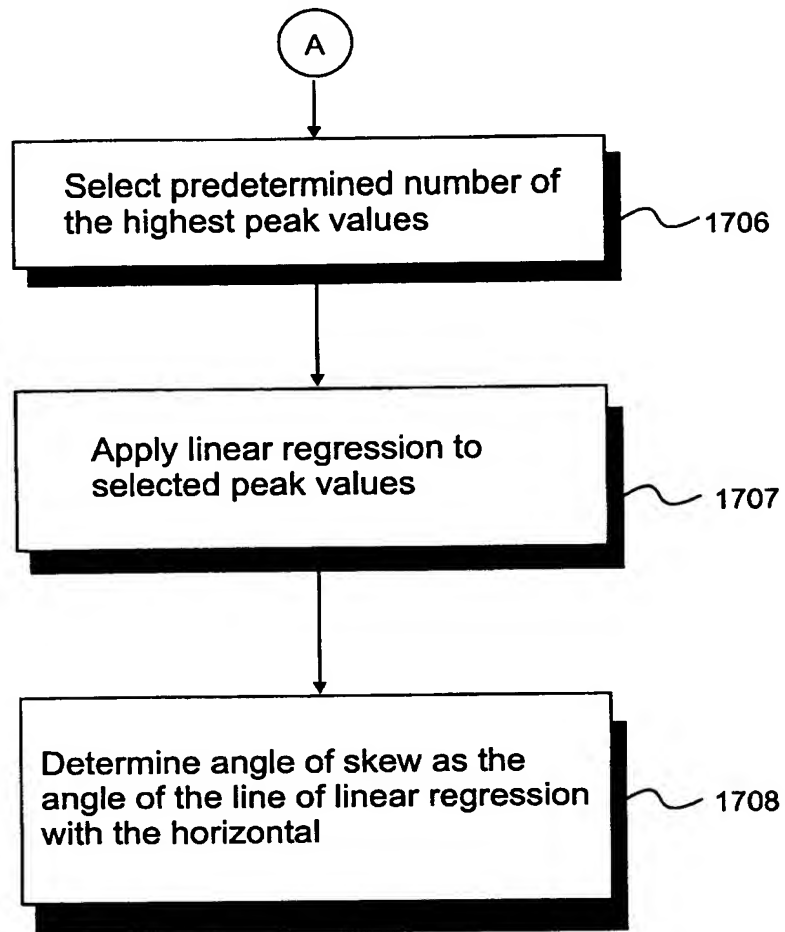 A
Select predetermined number of
the highest peak values
1706
Apply linear regression to
selected peak values
1707
Determine angle of skew as the
angle of the line of linear regression
with the horizontal
1708